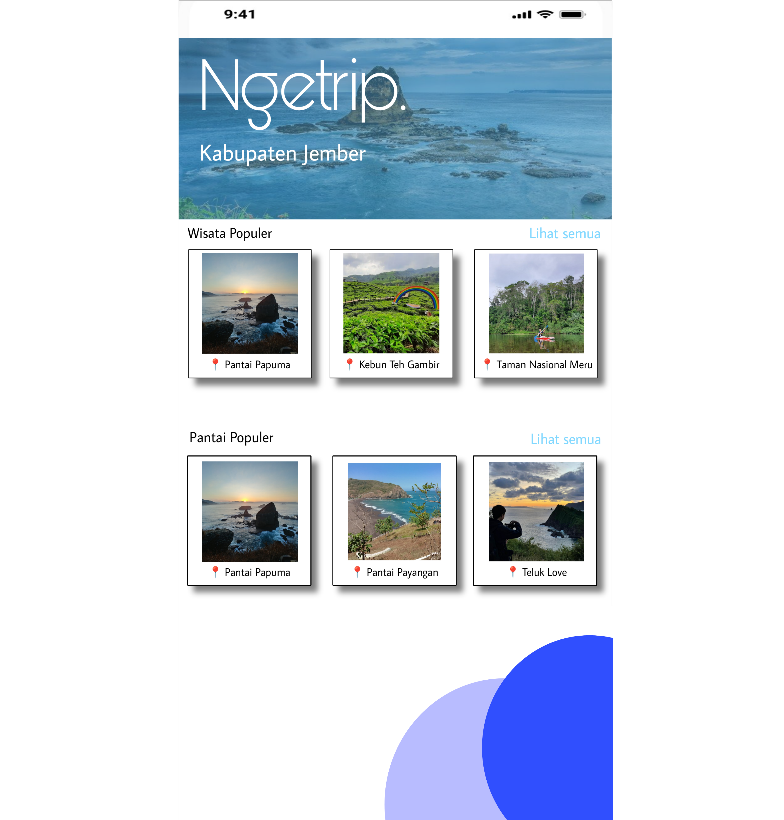 9:41
Ngetrip.
Kabupaten Jember
Wisata Populer
Lihat semua
Pantai Papuma
Kebun Teh Gambir
Taman Nasional Meru
Pantai Populer
Lihat semua
Pantai Papuma
Pantai Payangan
Teluk Love